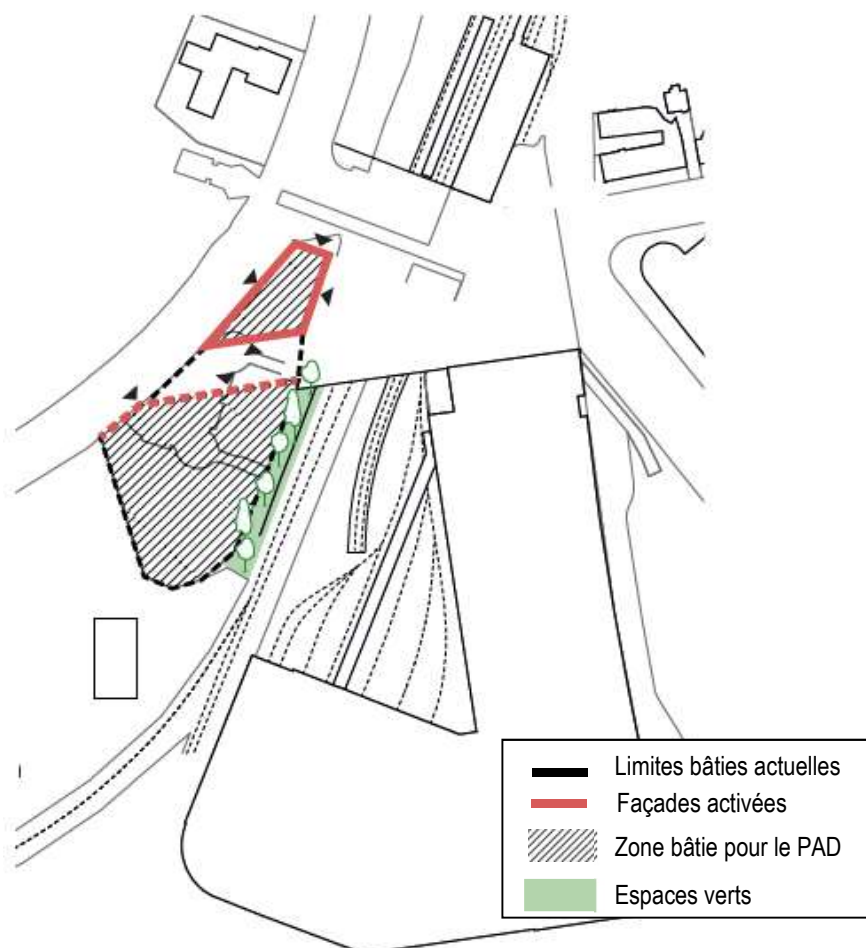 Limites bâties actuelles
Façades activées
Zone bâtie pour le PAD
Espaces verts